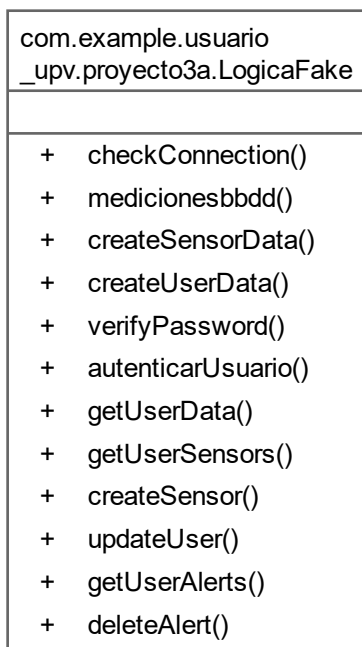 com.example.usuario
_upv.proyecto3a.LogicaFake
+ checkConnection()
+ medicionesbbdd()
+ createSensorData()
+ createUserData()
+ verifyPassword()
+ autenticarUsuario()
+ getUserData()
+ getUserSensors()
+ createSensor()
+ updateUser()
+ getUserAlerts()
+ deleteAlert()